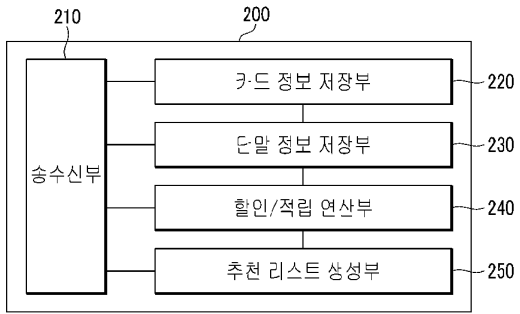 200
210
송수신부
카드 정보 저장부
220
단말 정보 저장부
230
할인/적립 연산부
240
추천 리스트 상성부
250